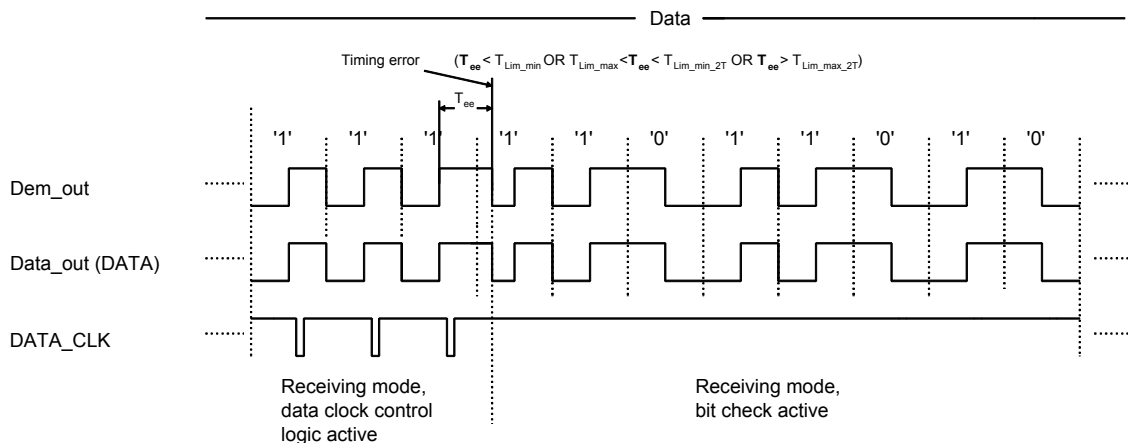 Data
Timing error (Tee < TLim_min OR TLim_max<Tee < TLim_min_2T OR Tee > TLim_max_2T)
Tee
'1' '1' '1' '1' '1' '0' '1' '1' '0' '1' '0'
Dem_out
Data_out (DATA)
DATA_CLK
Receiving mode,
data clock control
logic active
Receiving mode,
bit check active